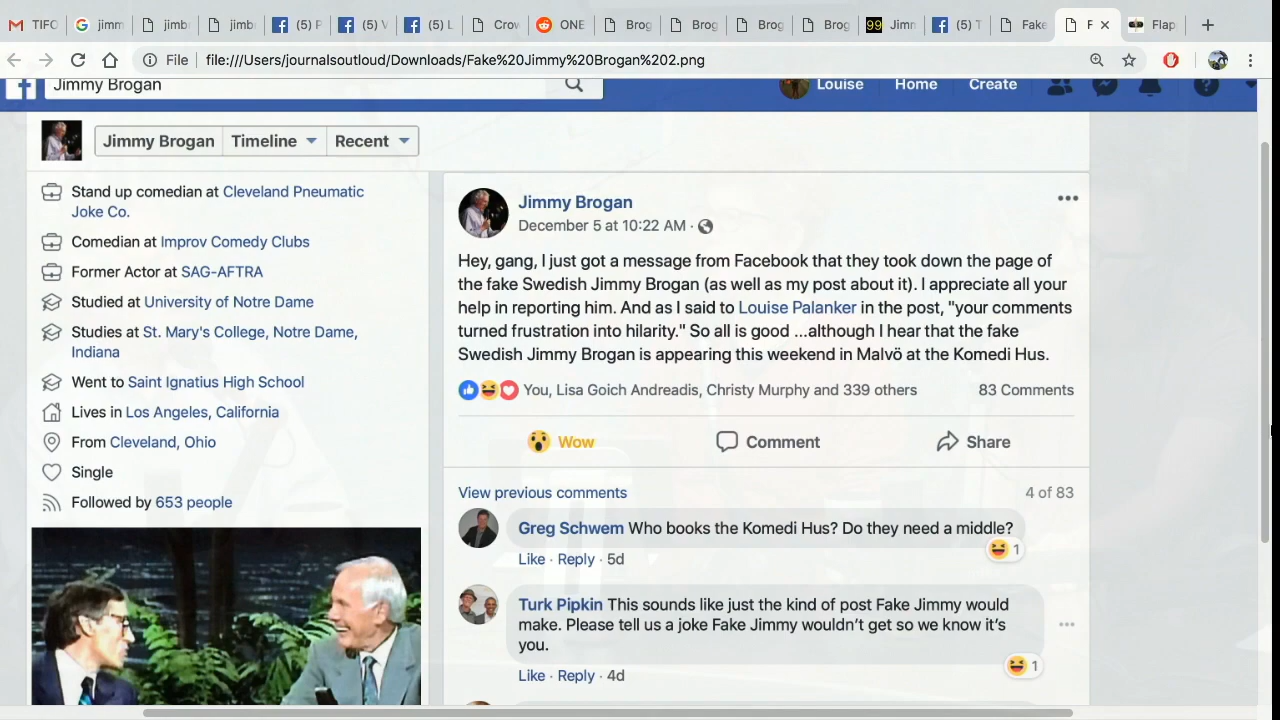 TIFO
jimm
jimb
jimb
(5) P
(5) V
(5) L
Crow
ONE
Brog
Brog
Brog
Brog
99
Jimn
(5) T
Fake
F
Flap
File
file:///Users/journalsoutloud/Downloads/Fake%20Jimmy%20Brogan%202.png
Jimmy Brogan
Louise
Home
Create
Jimmy Brogan
Timeline
Recent
Stand up comedian at Cleveland Pneumatic
Joke Co.
Comedian at Improv Comedy Clubs
Former Actor at SAG-AFTRA
Studied at University of Notre Dame
Studies at St. Mary's College, Notre Dame,
Indiana
Went to Saint Ignatius High School
Lives in Los Angeles, California
From Cleveland, Ohio
Single
Followed by 653 people
Jimmy Brogan
December 5 at 10:22 AM ·
Hey, gang, I just got a message from Facebook that they took down the page of
the fake Swedish Jimmy Brogan (as well as my post about it). I appreciate all your
help in reporting him. And as I said to Louise Palanker in the post, "your comments
turned frustration into hilarity." So all is good ...although I hear that the fake
Swedish Jimmy Brogan is appearing this weekend in Malvö at the Komedi Hus.
You, Lisa Goich Andreadis, Christy Murphy and 339 others
83 Comments
Wow
Comment
Share
View previous comments
4 of 83
Greg Schwem Who books the Komedi Hus? Do they need a middle?
1
Like · Reply · 5d
Turk Pipkin This sounds like just the kind of post Fake Jimmy would
make. Please tell us a joke Fake Jimmy wouldn't get so we know it's
you.
1
Like · Reply · 4d